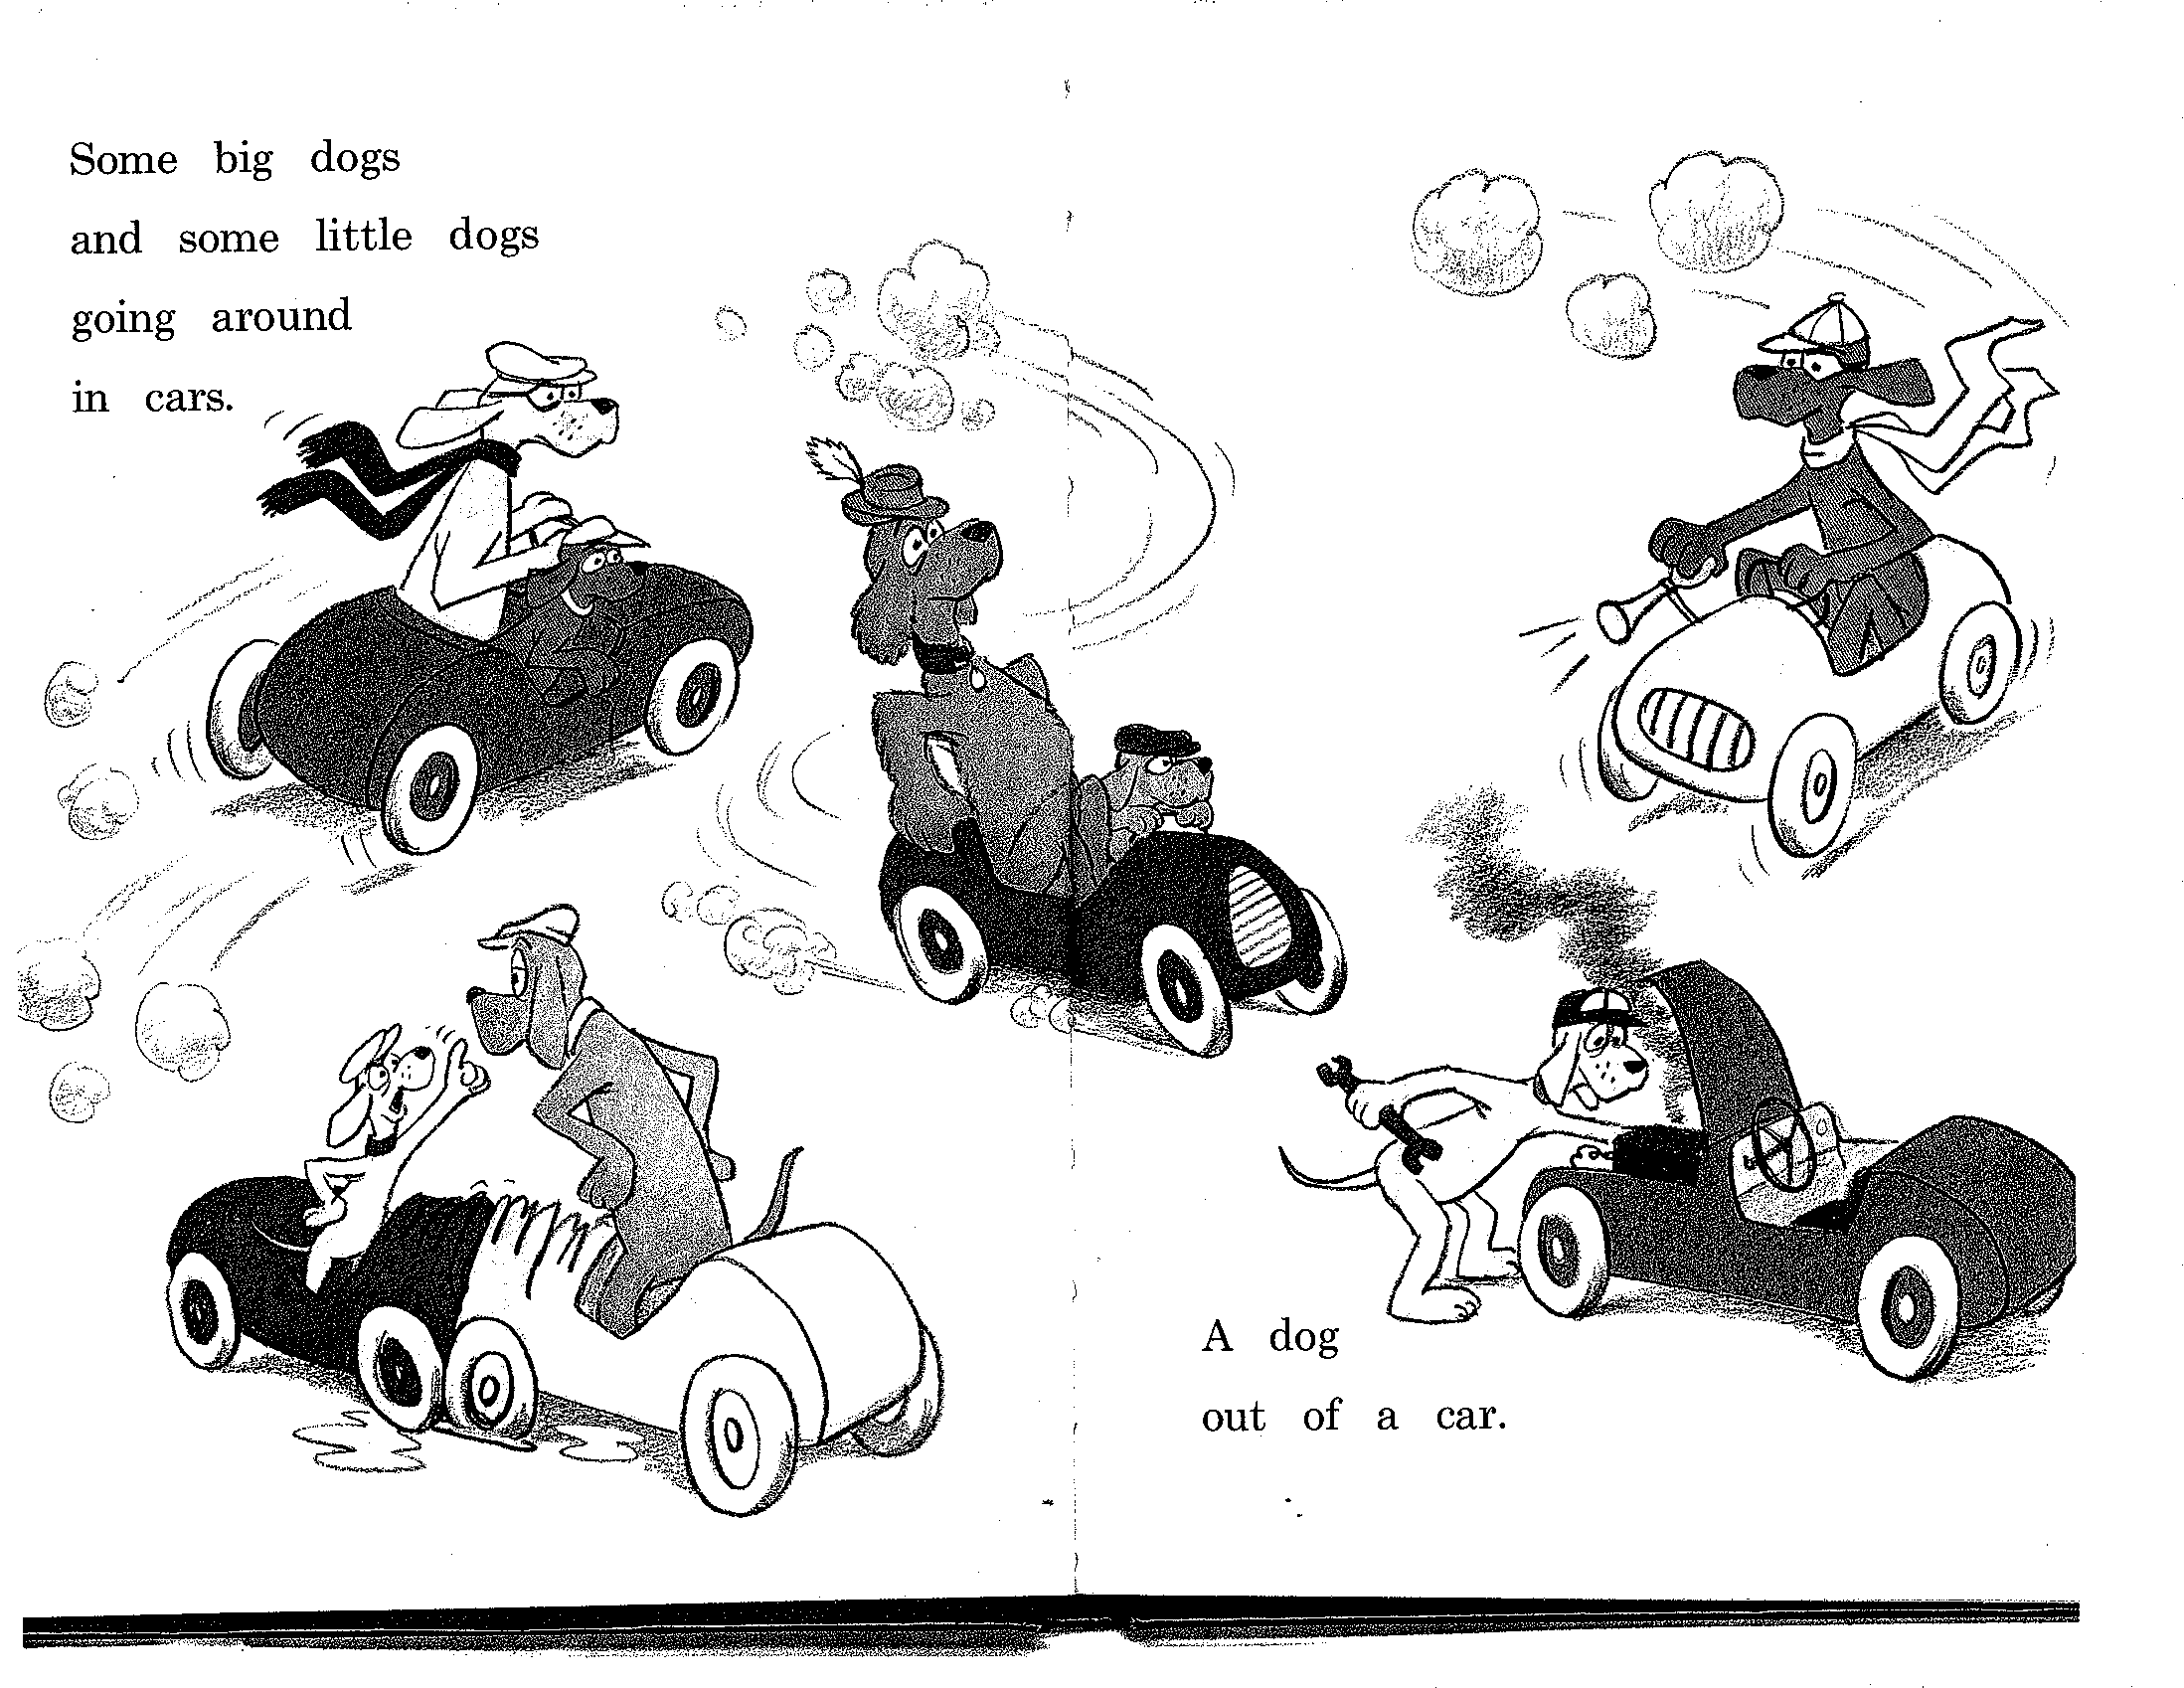 Some big dogs
and some little dogs
going around
in cars.
A dog
out of a car.